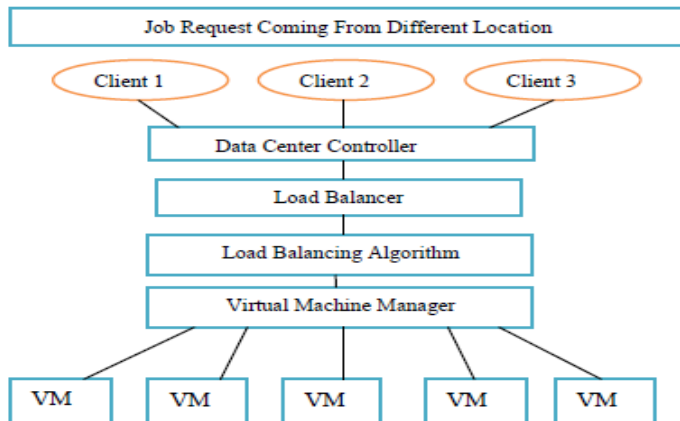 Job Request Coming From Different Location
Client 1
Client 2
Client 3
Data Center Controller
Load Balancer
Load Balancing Algorithm
Virtual Machine Manager
VM
VM
VM
VM
VM